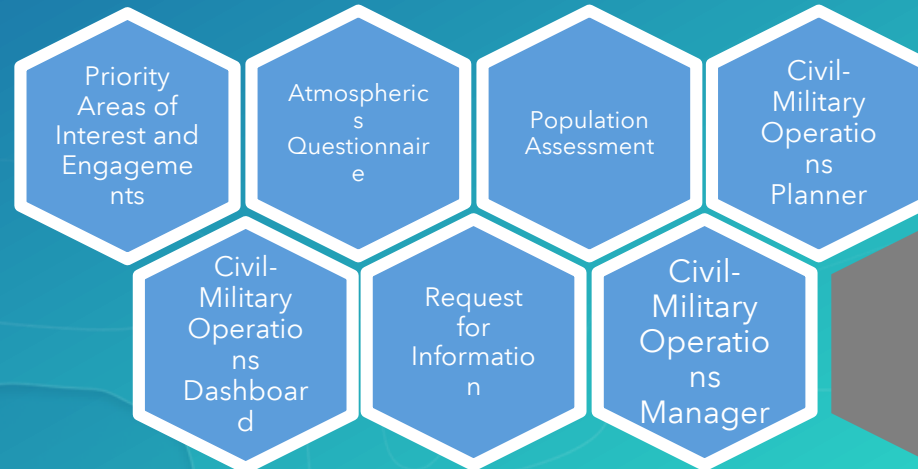 Priority
Areas of
Interest and
Engageme
nts
Atmospheric
s
Questionnair
e
Population
Assessment
Civil-
Military
Operatio
ns
Planner
Civil-
Military
Operatio
ns
Dashboar
d
Request
for
Informatio
n
Civil-
Military
Operatio
ns
Manager